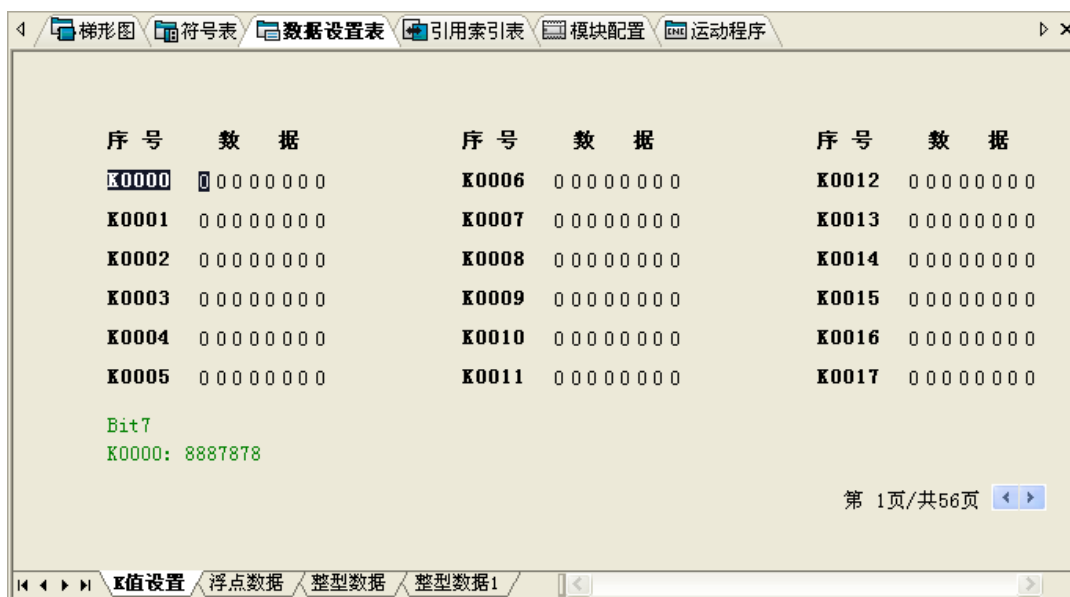 梯形图 符号表 数据设置表 引用索引表 模块配置 运动程序
序 号 数 据 序 号 数 据 序 号 数 据
K0000 00000000 K0006 00000000 K0012 00000000
K0001 00000000 K0007 00000000 K0013 00000000
K0002 00000000 K0008 00000000 K0014 00000000
K0003 00000000 K0009 00000000 K0015 00000000
K0004 00000000 K0010 00000000 K0016 00000000
K0005 00000000 K0011 00000000 K0017 00000000
Bit7
K0000: 8887878
第 1页/共56页
K值设置 浮点数据 整型数据 整型数据1